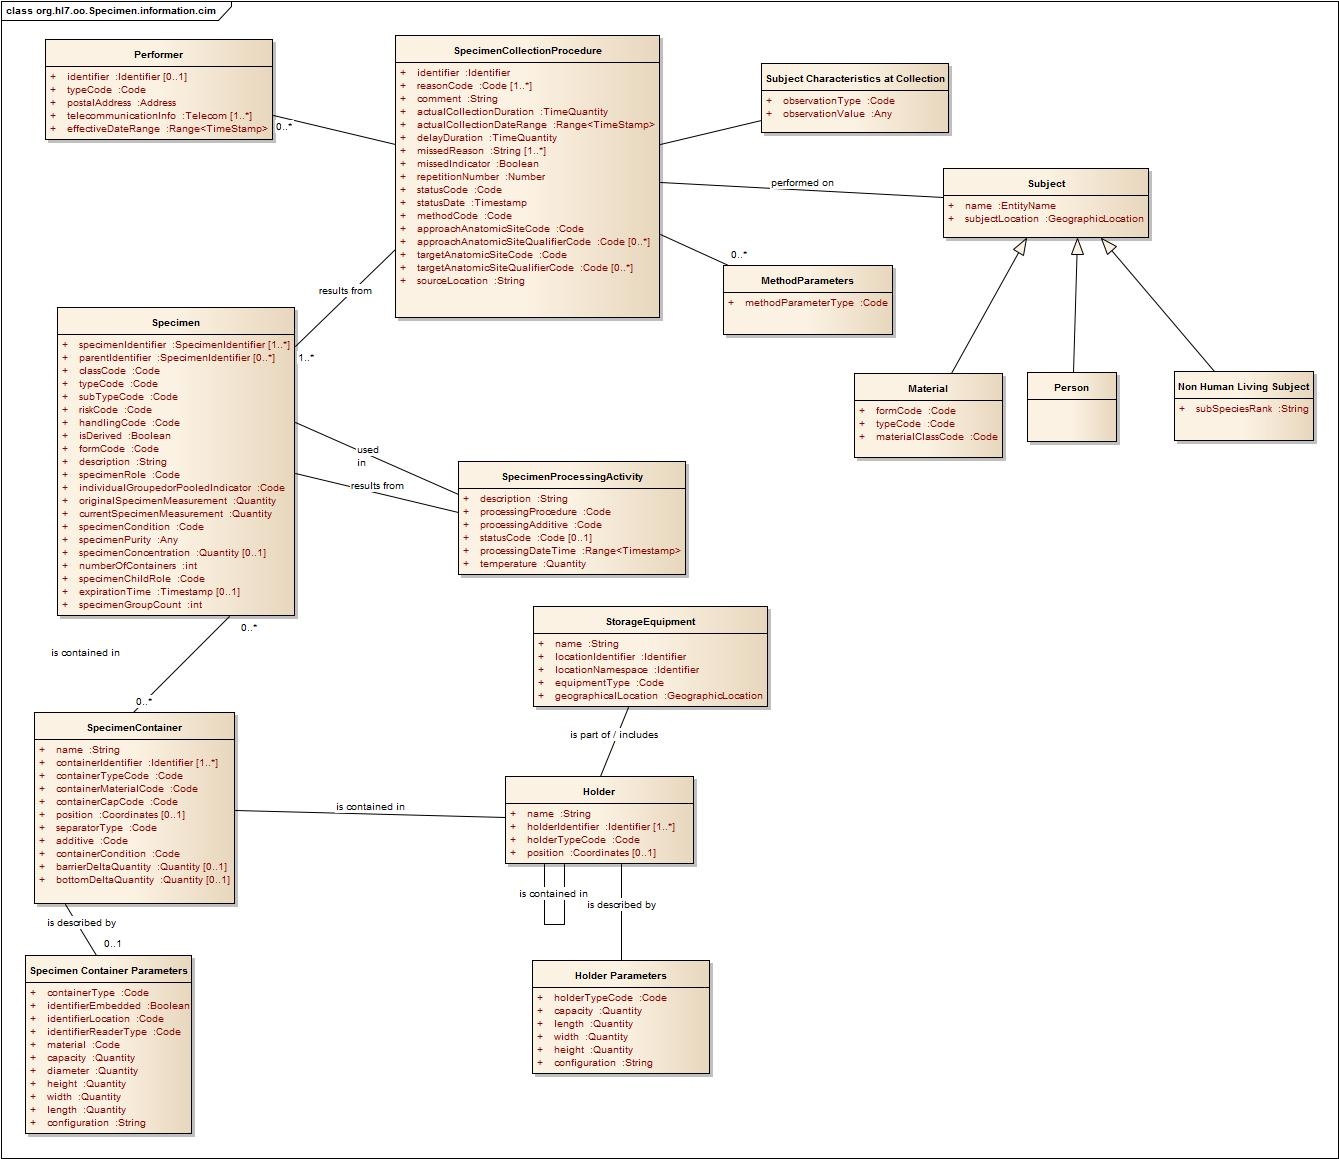 class org.hl7.oo.Specimen.information.cim
Performer
+ identifier :Identifier [0..1]
+ typeCode :Code
+ postalAddress :Address
+ telecommunicationInfo :Telecom [1..*]
+ effectiveDateRange :Range<TimeStamp>
0..*
SpecimenCollectionProcedure
+ identifier :Identifier
+ reasonCode :Code [1..*]
+ comment :String
+ actualCollectionDuration :TimeQuantity
+ actualCollectionDateRange :Range<TimeStamp>
+ delayDuration :TimeQuantity
+ missedReason :String [1..*]
+ missedIndicator :Boolean
+ repetitionNumber :Number
+ statusCode :Code
+ statusDate :Timestamp
+ methodCode :Code
+ approachAnatomicSiteCode :Code
+ approachAnatomicSiteQualifierCode :Code [0..*]
+ targetAnatomicSiteCode :Code
+ targetAnatomicSiteQualifierCode :Code [0..*]
+ sourceLocation :String
Subject Characteristics at Collection
+ observationType :Code
+ observationValue :Any
performed on
Subject
+ name :EntityName
+ subjectLocation :GeographicLocation
0..*
MethodParameters
+ methodParameterType :Code
results from
1..*
Specimen
+ specimenIdentifier :SpecimenIdentifier [1..*]
+ parentIdentifier :SpecimenIdentifier [0..*]
+ classCode :Code
+ typeCode :Code
+ subTypeCode :Code
+ riskCode :Code
+ handlingCode :Code
+ isDerived :Boolean
+ formCode :Code
+ description :String
+ specimenRole :Code
+ individualGroupedorPooledIndicator :Code
+ originalSpecimenMeasurement :Quantity
+ currentSpecimenMeasurement :Quantity
+ specimenCondition :Code
+ specimenPurity :Any
+ specimenConcentration :Quantity [0..1]
+ numberOfContainers :int
+ specimenChildRole :Code
+ expirationTime :Timestamp [0..1]
+ specimenGroupCount :int
Material
+ formCode :Code
+ typeCode :Code
+ materialClassCode :Code
Person
Non Human Living Subject
+ subSpeciesRank :String
used
in
results from
SpecimenProcessingActivity
+ description :String
+ processingProcedure :Code
+ processingAdditive :Code
+ statusCode :Code [0..1]
+ processingDateTime :Range<Timestamp>
+ temperature :Quantity
0..*
is contained in
0..*
StorageEquipment
+ name :String
+ locationIdentifier :Identifier
+ locationNamespace :Identifier
+ equipmentType :Code
+ geographicalLocation :GeographicLocation
is part of / includes
SpecimenContainer
+ name :String
+ containerIdentifier :Identifier [1..*]
+ containerTypeCode :Code
+ containerMaterialCode :Code
+ containerCapCode :Code
+ position :Coordinates [0..1]
+ separatorType :Code
+ additive :Code
+ containerCondition :Code
+ barrierDeltaQuantity :Quantity [0..1]
+ bottomDeltaQuantity :Quantity [0..1]
is contained in
Holder
+ name :String
+ holderIdentifier :Identifier [1..*]
+ holderTypeCode :Code
+ position :Coordinates [0..1]
is contained in
is described by
is described by
0..1
Specimen Container Parameters
+ containerType :Code
+ identifierEmbedded :Boolean
+ identifierLocation :Code
+ identifierReaderType :Code
+ material :Code
+ capacity :Quantity
+ diameter :Quantity
+ height :Quantity
+ width :Quantity
+ length :Quantity
+ configuration :String
Holder Parameters
+ holderTypeCode :Code
+ capacity :Quantity
+ length :Quantity
+ width :Quantity
+ height :Quantity
+ configuration :String